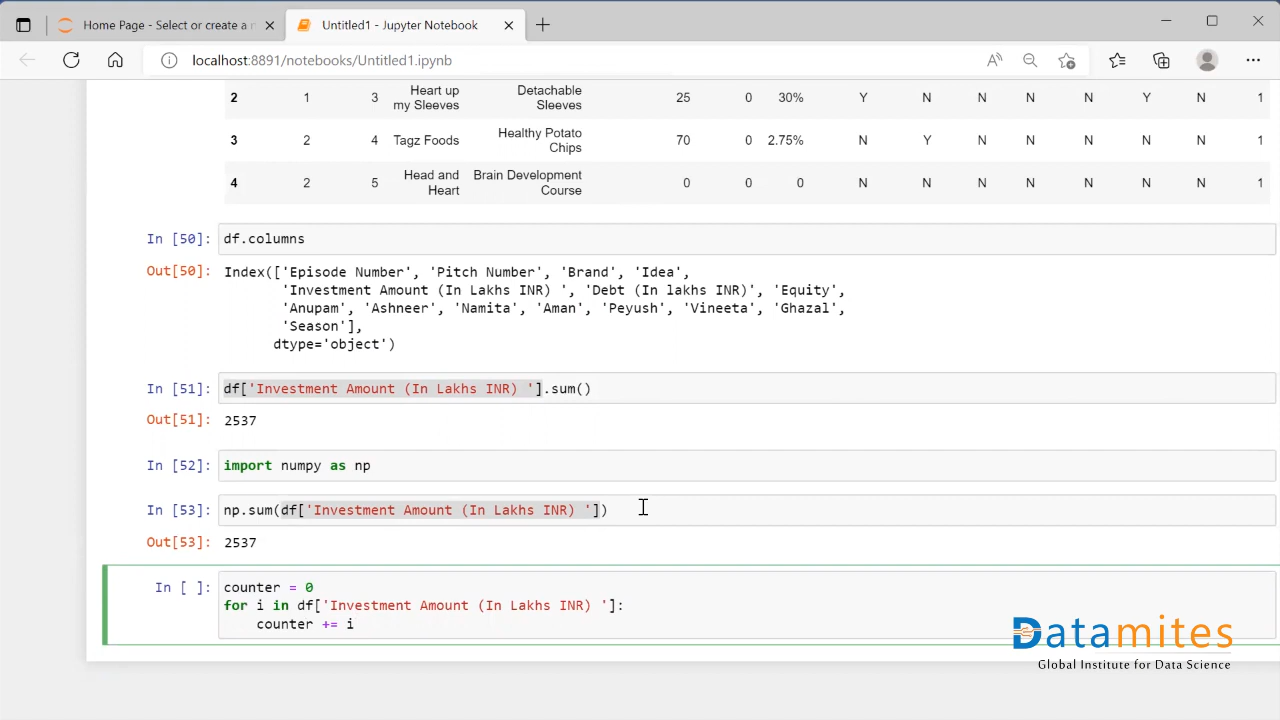 Home Page - Select or create a n
Untitled1 - Jupyter Notebook
localhost:8891/notebooks/Untitled1.ipynb
2 1 3 Heart up my Sleeves Detachable Sleeves 25 0 30% Y N N N N Y N 1
3 2 4 Tagz Foods Healthy Potato Chips 70 0 2.75% N Y N N N N N 1
4 2 5 Head and Heart Brain Development Course 0 0 0 N N N N N N N 1
In [50]: df.columns
Out[50]: Index(['Episode Number', 'Pitch Number', 'Brand', 'Idea',
'Investment Amount (In Lakhs INR) ', 'Debt (In lakhs INR)', 'Equity',
'Anupam', 'Ashneer', 'Namita', 'Aman', 'Peyush', 'Vineeta', 'Ghazal',
'Season'],
dtype='object')
In [51]: df['Investment Amount (In Lakhs INR) '].sum()
Out[51]: 2537
In [52]: import numpy as np
In [53]: np.sum(df['Investment Amount (In Lakhs INR) '])
Out[53]: 2537
In [ ]: counter = 0
for i in df['Investment Amount (In Lakhs INR) ']:
counter += i
Datamites
Global Institute for Data Science